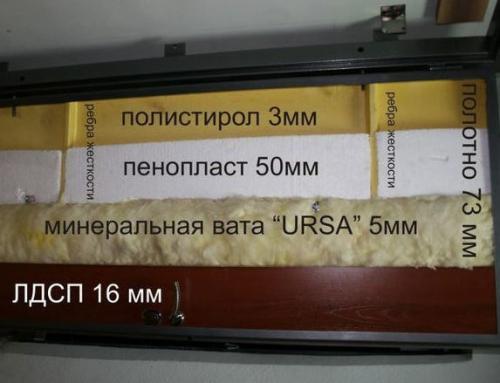 полистирол 3мм
ребра жесткости
ребра жесткости
пенопласт 50мм
минеральная вата "URSA" 5мм
ЛДСП 16 мм
полотно 73 мм